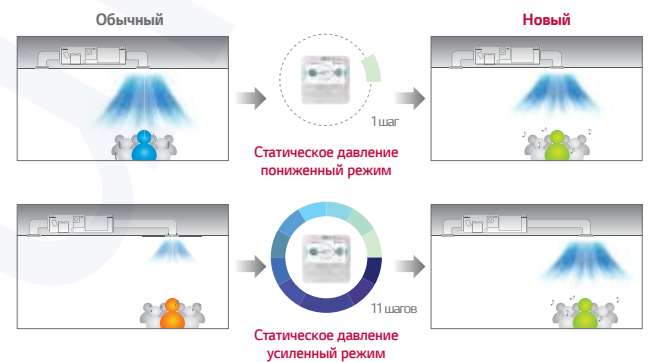 Обычный
Новый
1 шаг
Статическое давление
пониженный режим
11 шагов
Статическое давление
усиленный режим